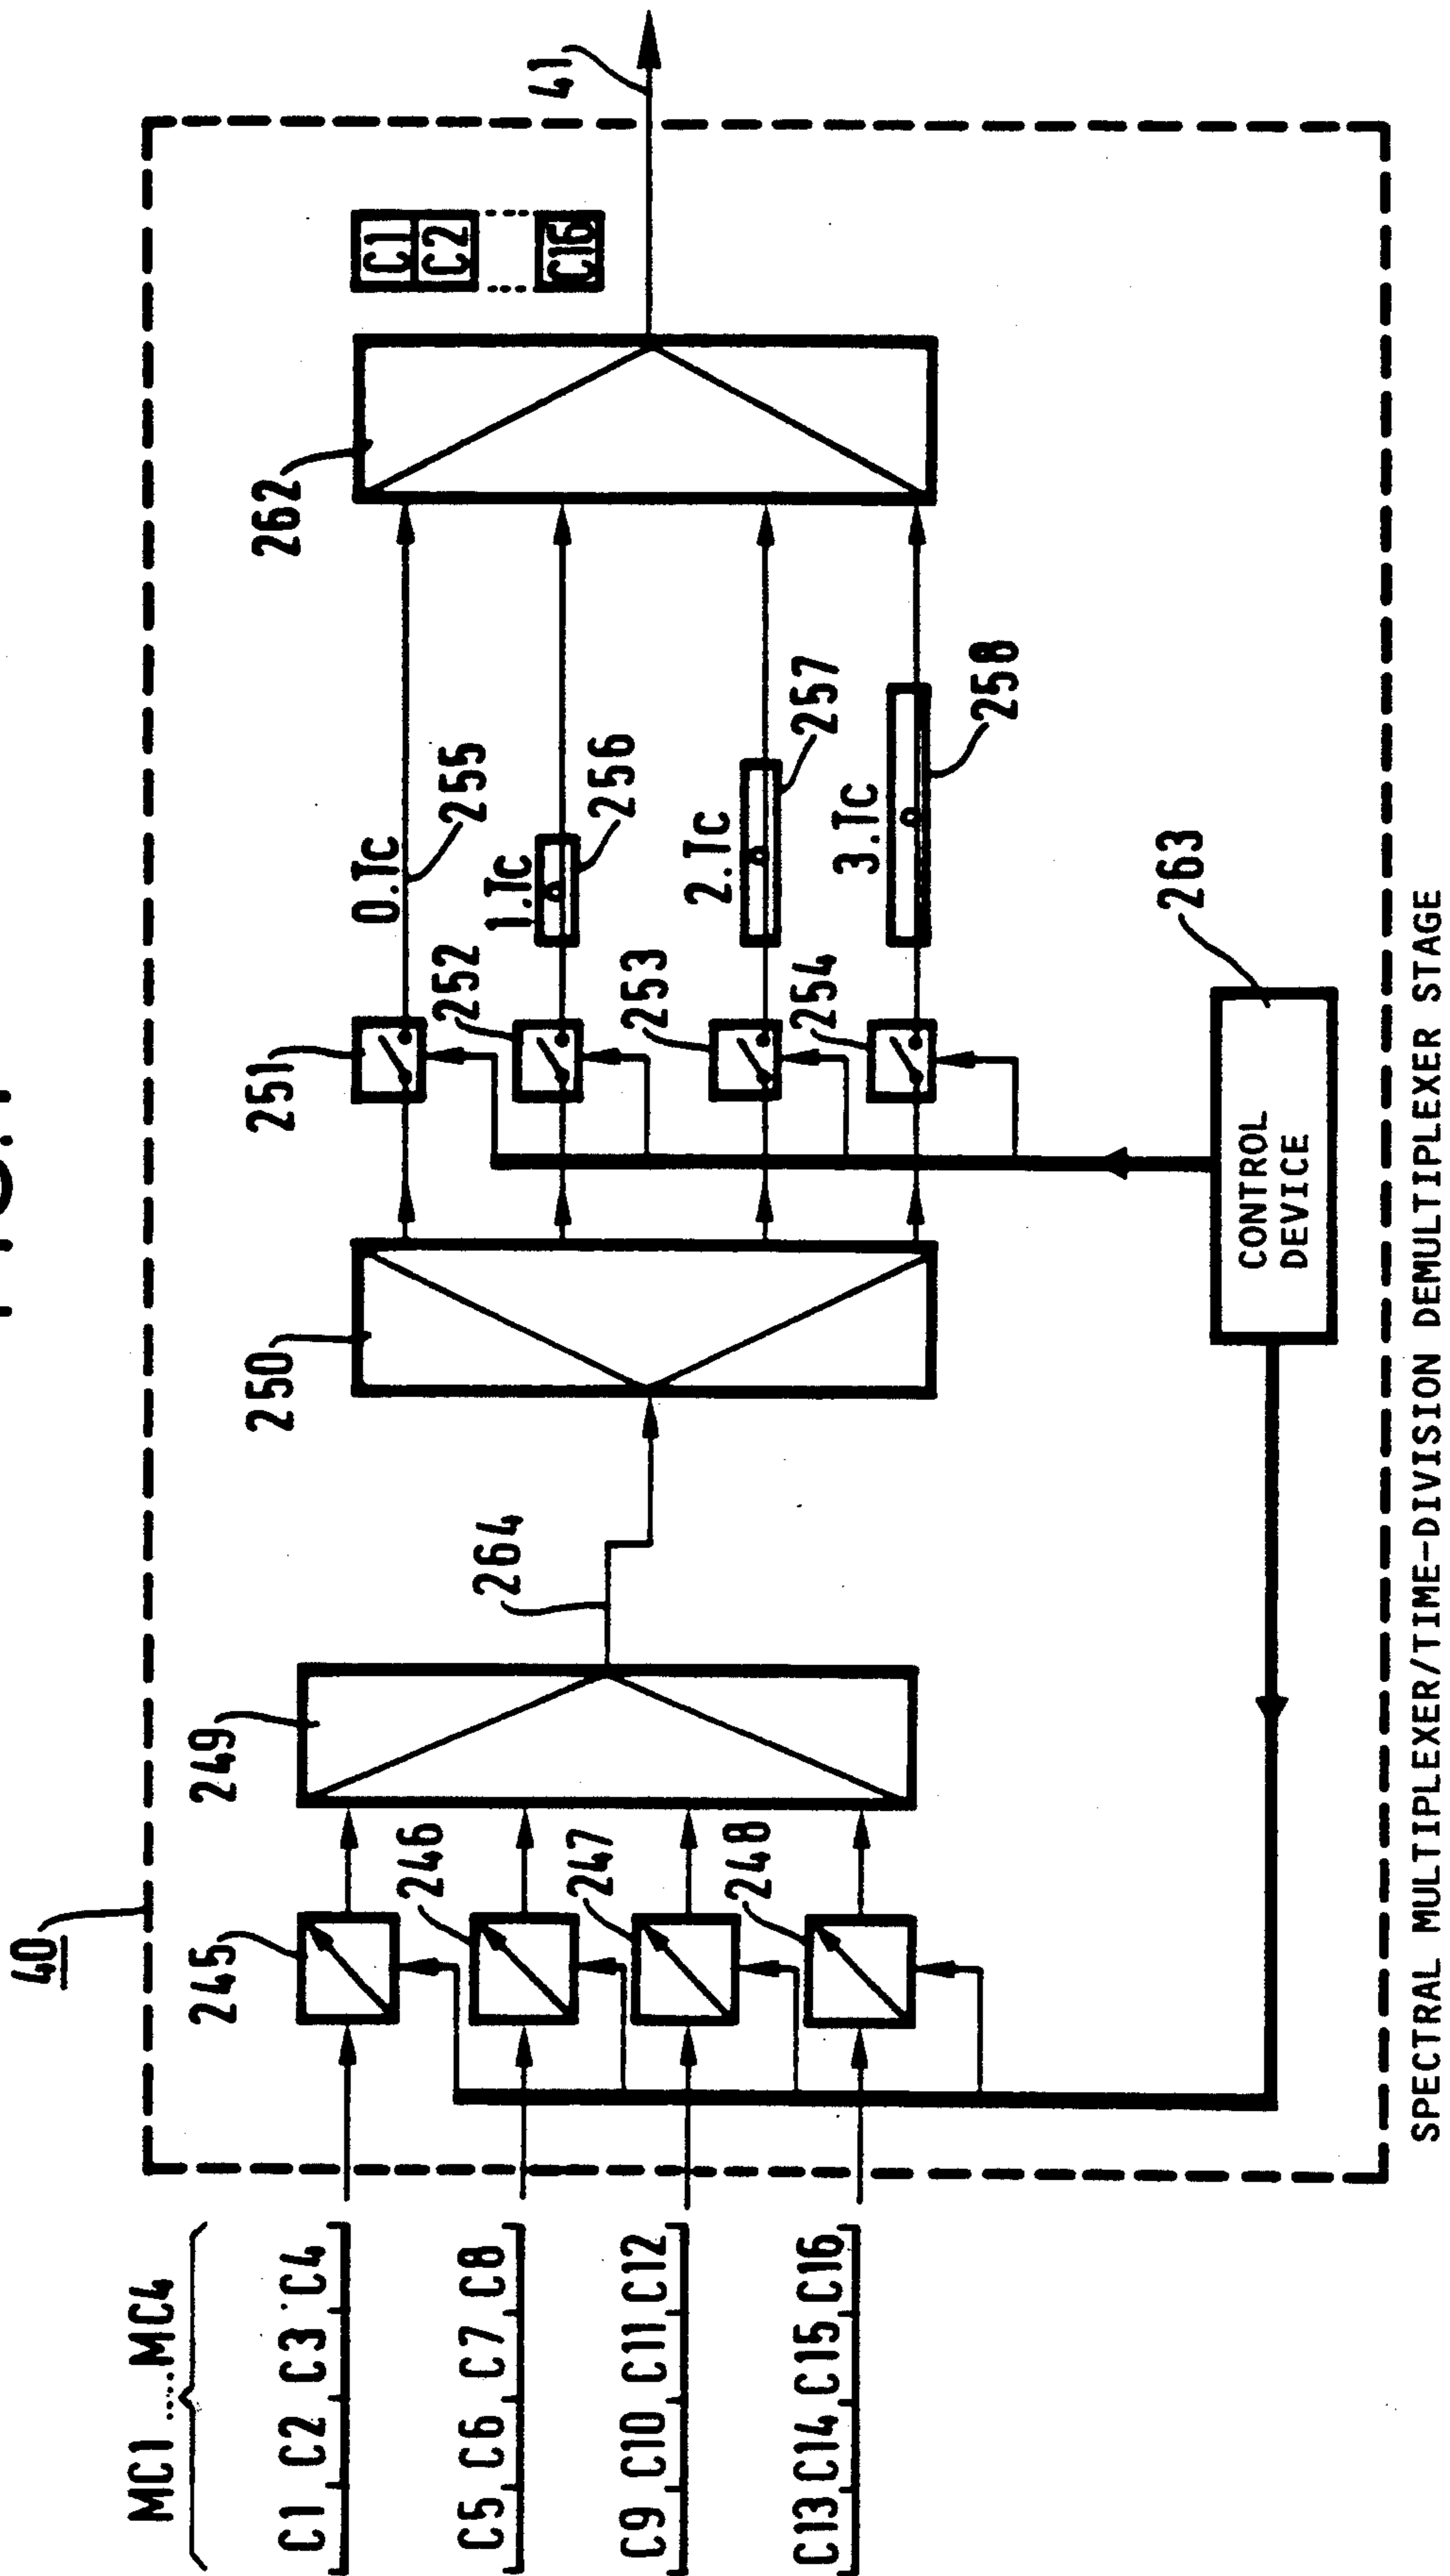 40
MC1 ..... MC4
C1 C2 C3 C4
C5 C6 C7 C8
C9 C10 C11 C12
C13 C14 C15 C16
245
246
247
248
249
264
250
251
252
253
254
0.Tc
255
1.Tc
256
2.Tc
257
3.Tc
258
262
C1
C2
C16
41
CONTROL
DEVICE
263
SPECTRAL MULTIPLEXER/TIME-DIVISION DEMULTIPLEXER STAGE